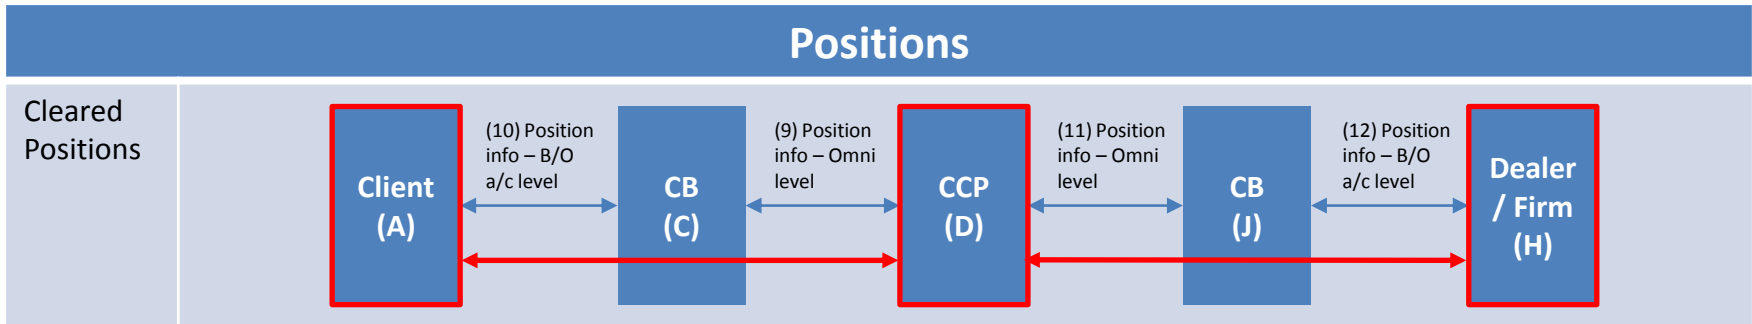 Positions
Cleared
Positions
Client
(A)
(10) Position
info – B/O
a/c level
CB
(C)
(9) Position
info – Omni
level
CCP
(D)
(11) Position
info – Omni
level
CB
(J)
(12) Position
info – B/O
a/c level
Dealer
/ Firm
(H)